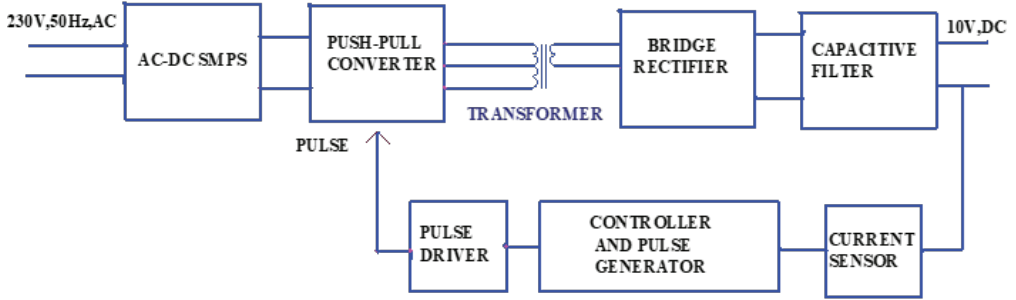 230V,50Hz,AC
AC-DC SMPS
PUSH-PULL
CONVERTER
TRANSFORMER
BRIDGE
RECTIFIER
CAPACITIVE
FILTER
10V,DC
PULSE
PULSE
DRIVER
CONTROLLER
AND PULSE
GENERATOR
CURRENT
SENSOR